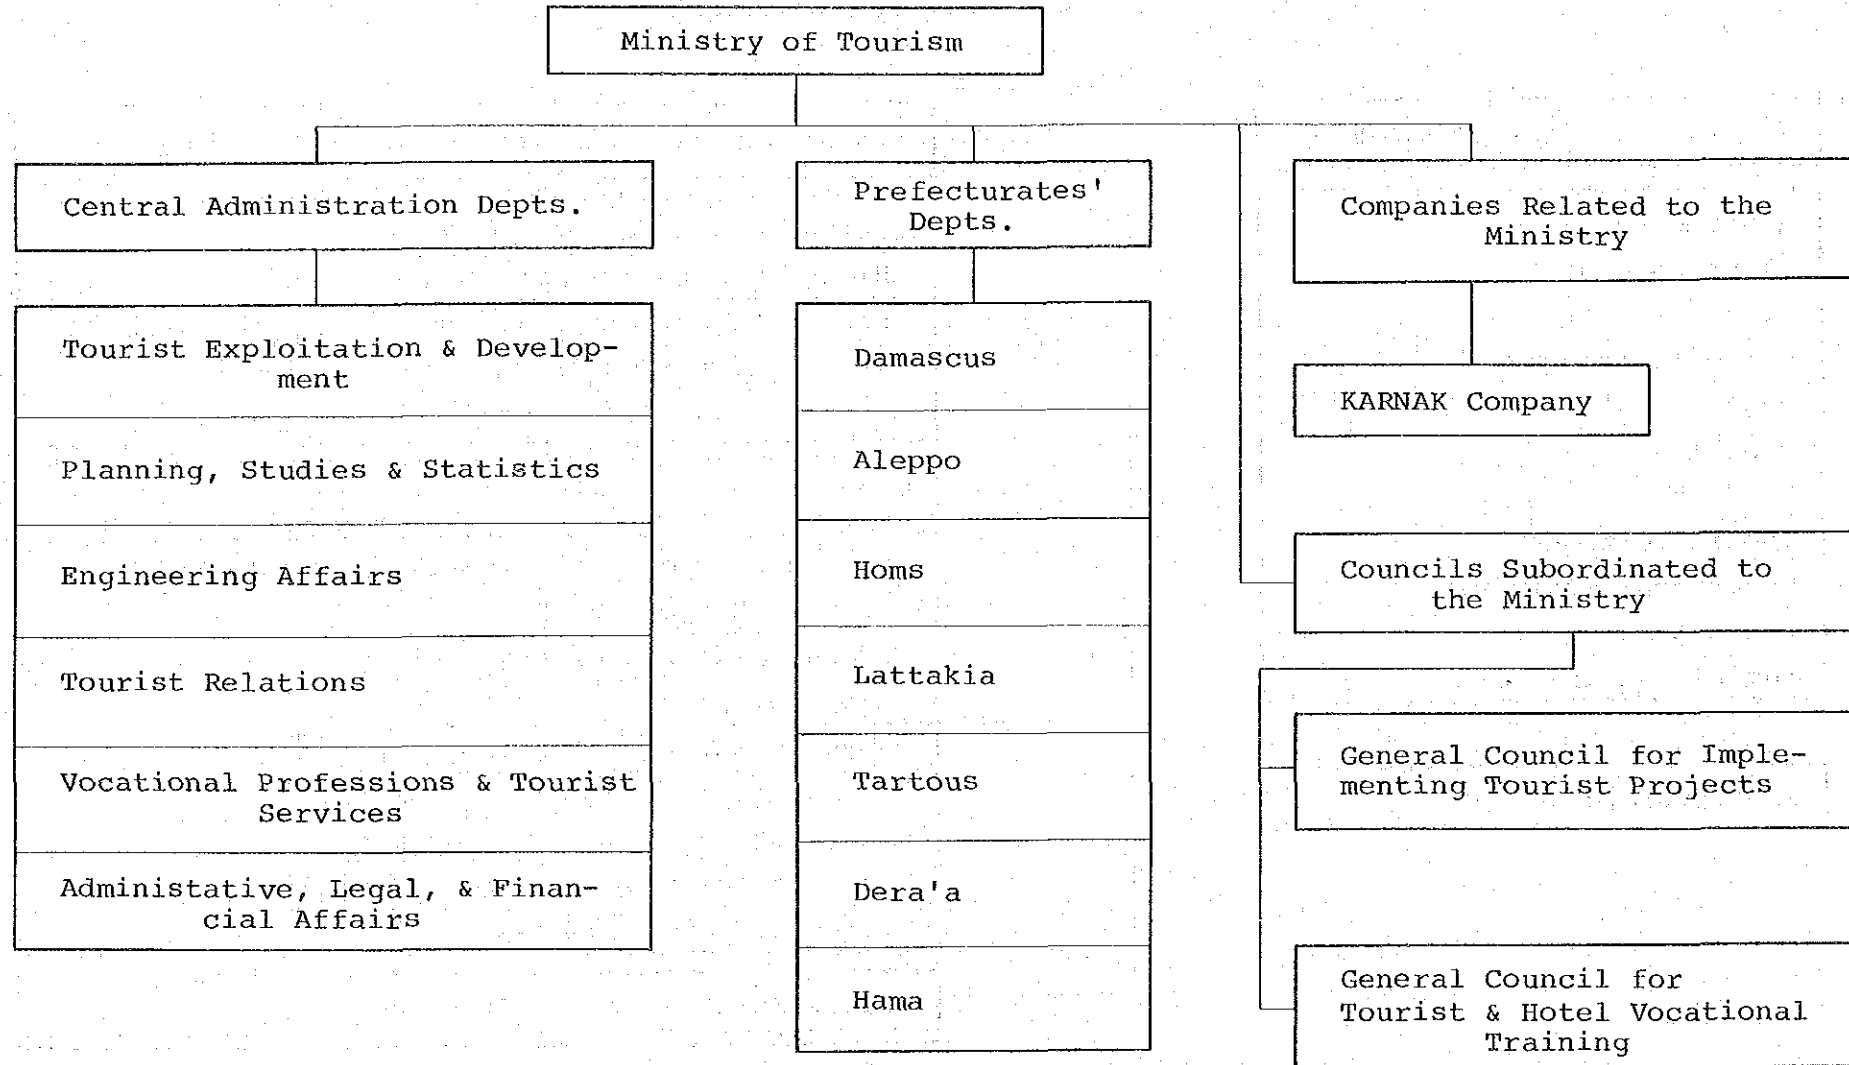 Ministry of Tourism
Central Administration Depts.
Tourist Exploitation & Develop-
ment
Planning, Studies & Statistics
Engineering Affairs
Tourist Relations
Vocational Professions & Tourist
Services
Administative, Legal, & Finan-
cial Affairs
Prefecturates'
Depts.
Damascus
Aleppo
Homs
Lattakia
Tartous
Dera'a
Hama
Companies Related to the
Ministry
KARNAK Company
Councils Subordinated to
the Ministry
General Council for Imple-
menting Tourist Projects
General Council for
Tourist & Hotel Vocational
Training